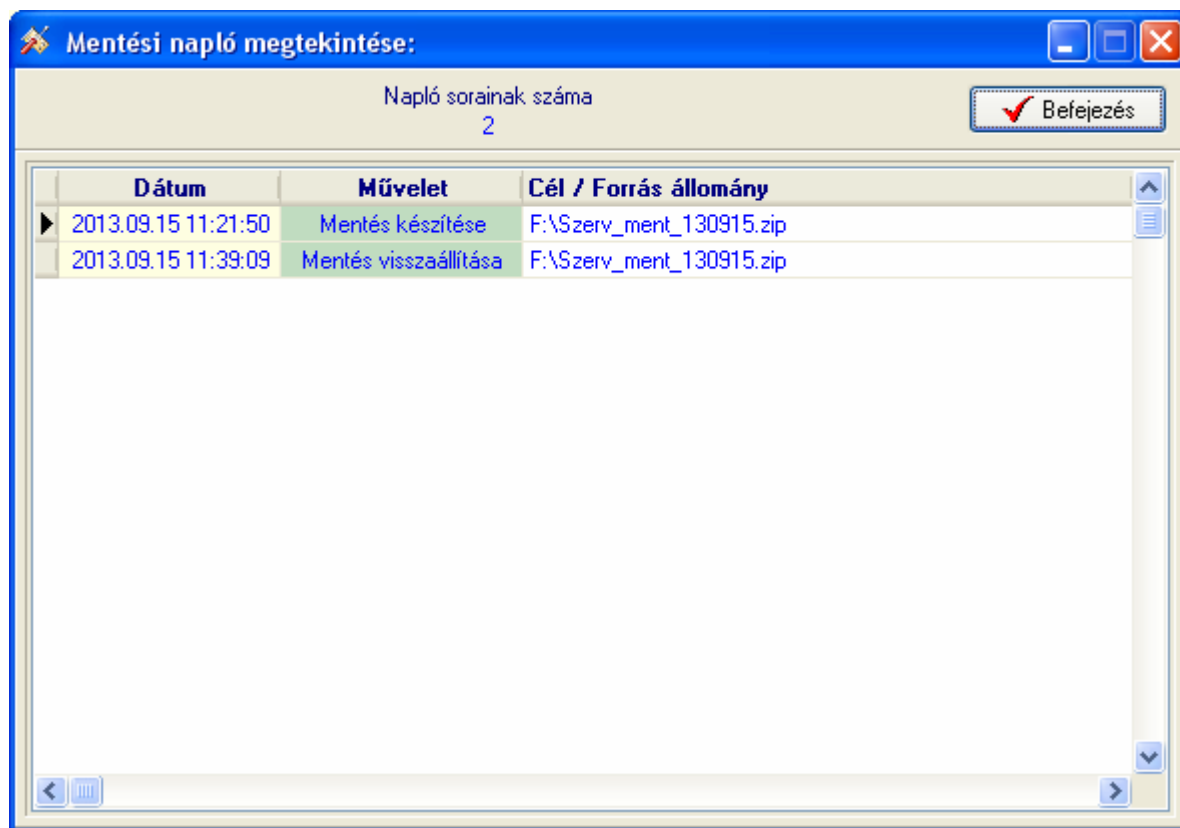 Mentési napló megtekintése:
Napló sorainak száma
2
Befejezés
Dátum Művelet Cél / Forrás állomány
2013.09.15 11:21:50 Mentés készítése F:\Szerv_ment_130915.zip
2013.09.15 11:39:09 Mentés visszaállítása F:\Szerv_ment_130915.zip